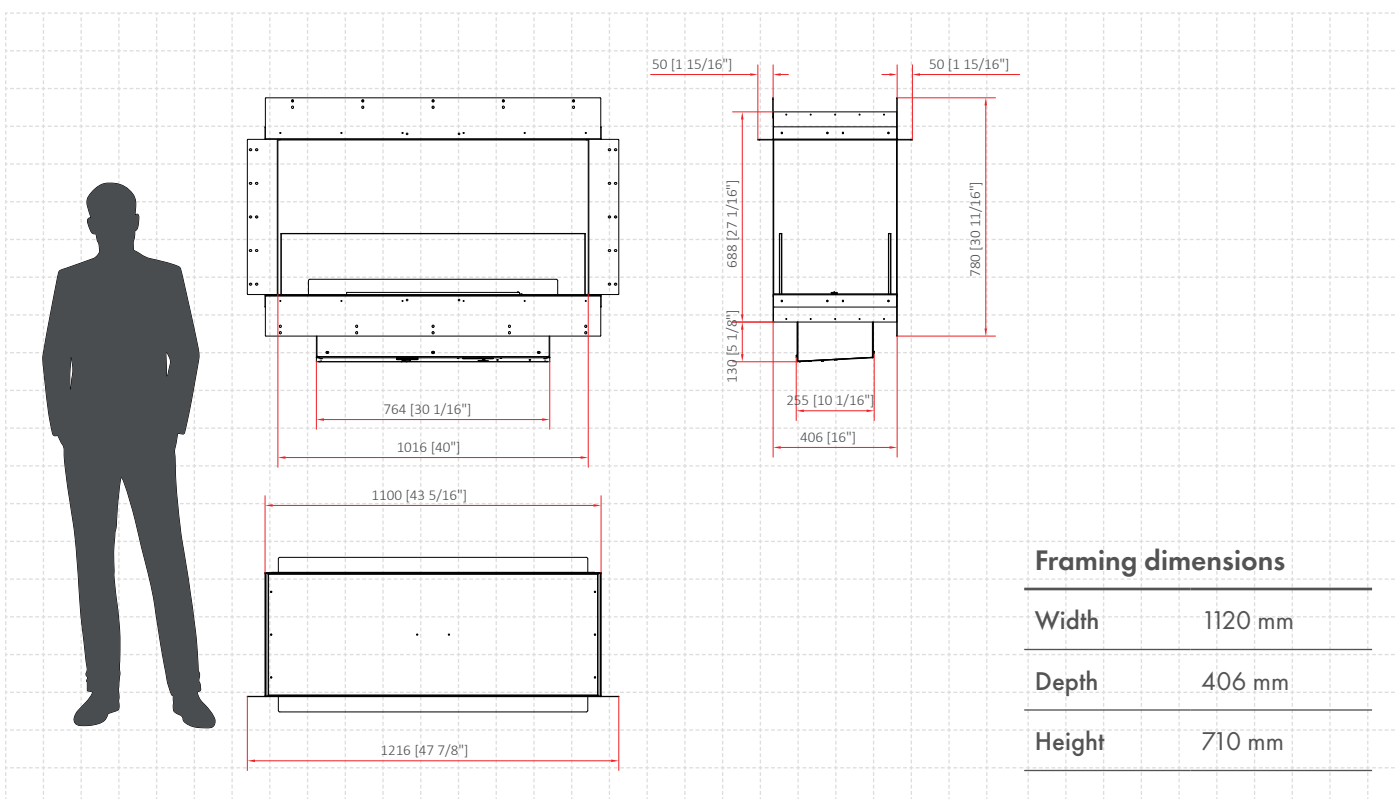 50 [1 15/16"]
50 [1 15/16"]
688 [27 1/16"]
780 [30 11/16"]
130 [5 1/8"]
764 [30 1/16"]
255 [10 1/16"]
1016 [40"]
406 [16"]
1100 [43 5/16"]
1216 [47 7/8"]
Framing dimensions
Width 1120 mm
Depth 406 mm
Height 710 mm